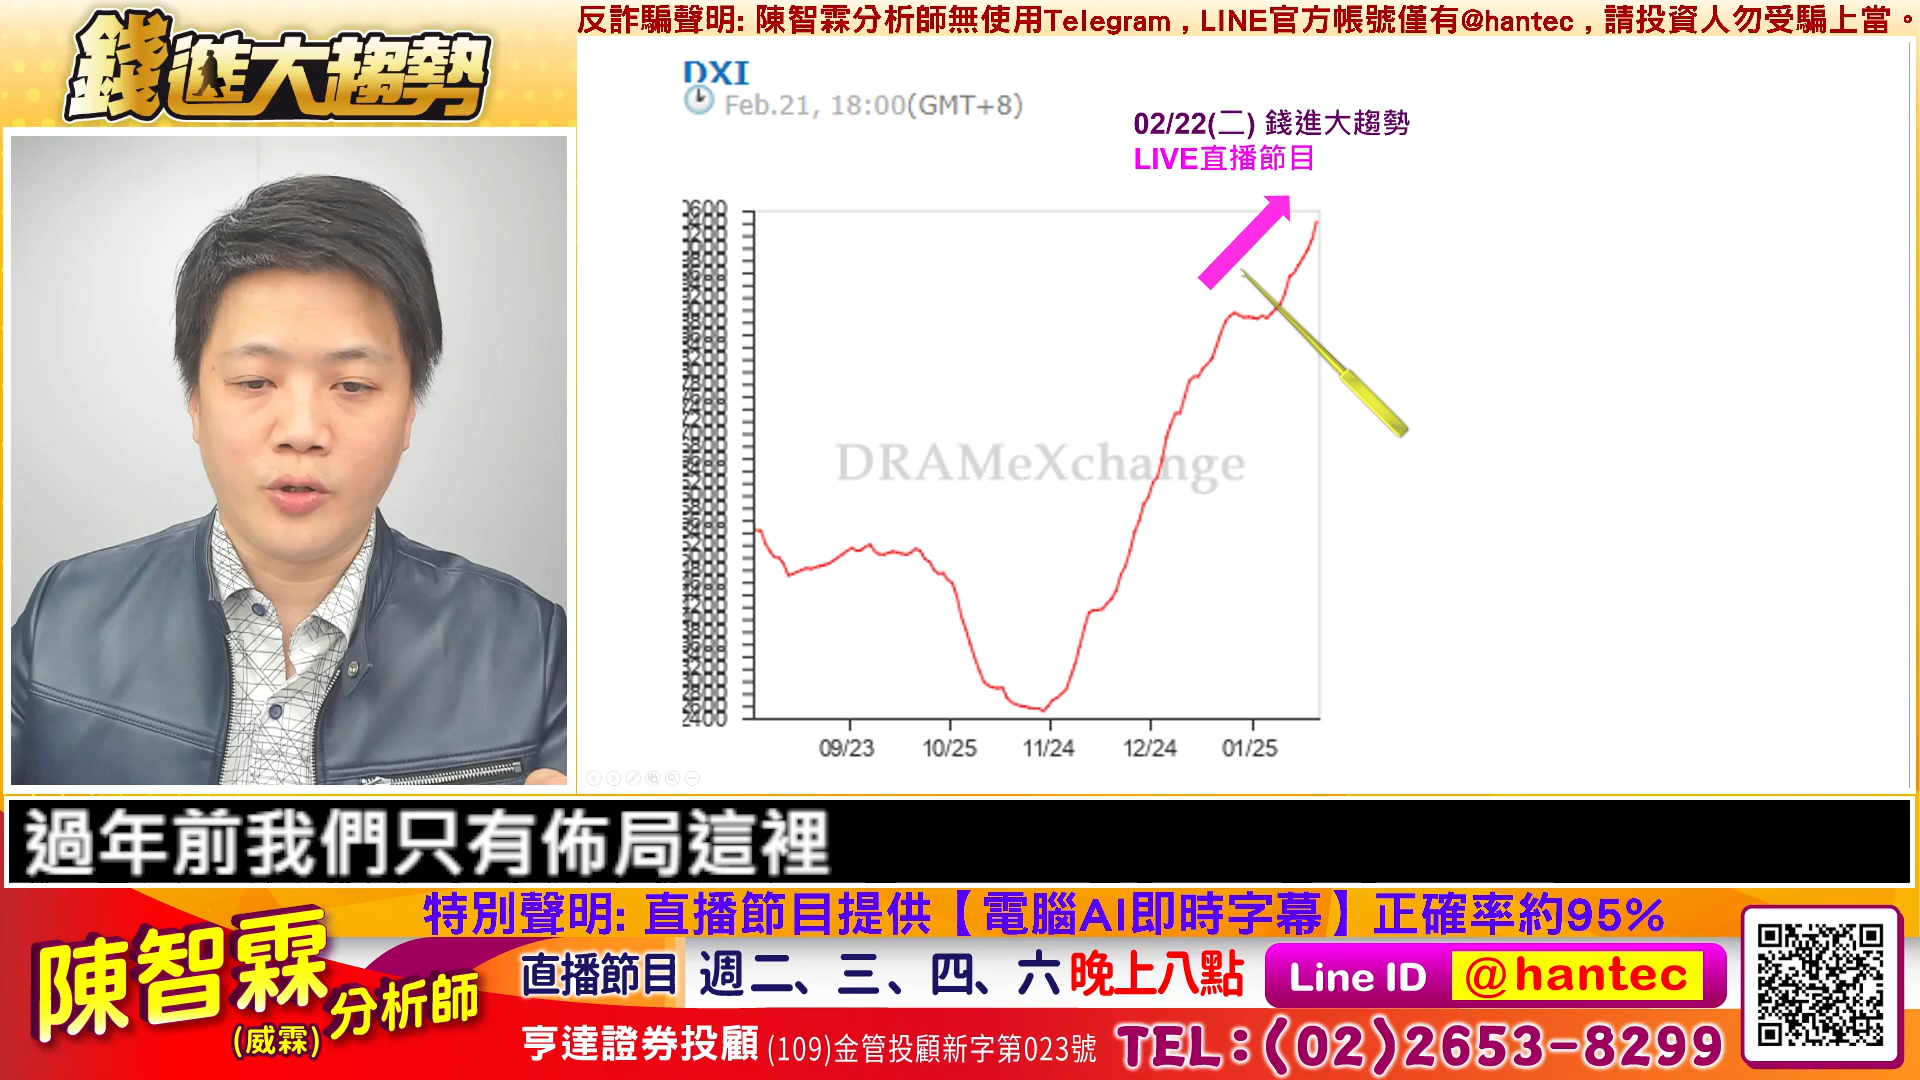 錢進大趨勢
反詐騙聲明: 陳智霖分析師無使用Telegram , LINE官方帳號僅有@hantec , 請投資人勿受騙上當。
DXI
Feb.21, 18:00(GMT+8)
02/22(二) 錢進大趨勢
LIVE直播節目
DRAMeXchange
09/23 10/25 11/24 12/24 01/25
過年前我們只有佈局這裡
特別聲明: 直播節目提供【電腦AI即時字幕】正確率約95%
陳智霖分析師
(威霖)
直播節目 週二、三、四、六 晚上八點
Line ID @hantec
亨達證券投顧 (109)金管投顧新字第023號 TEL:(02)2653-8299